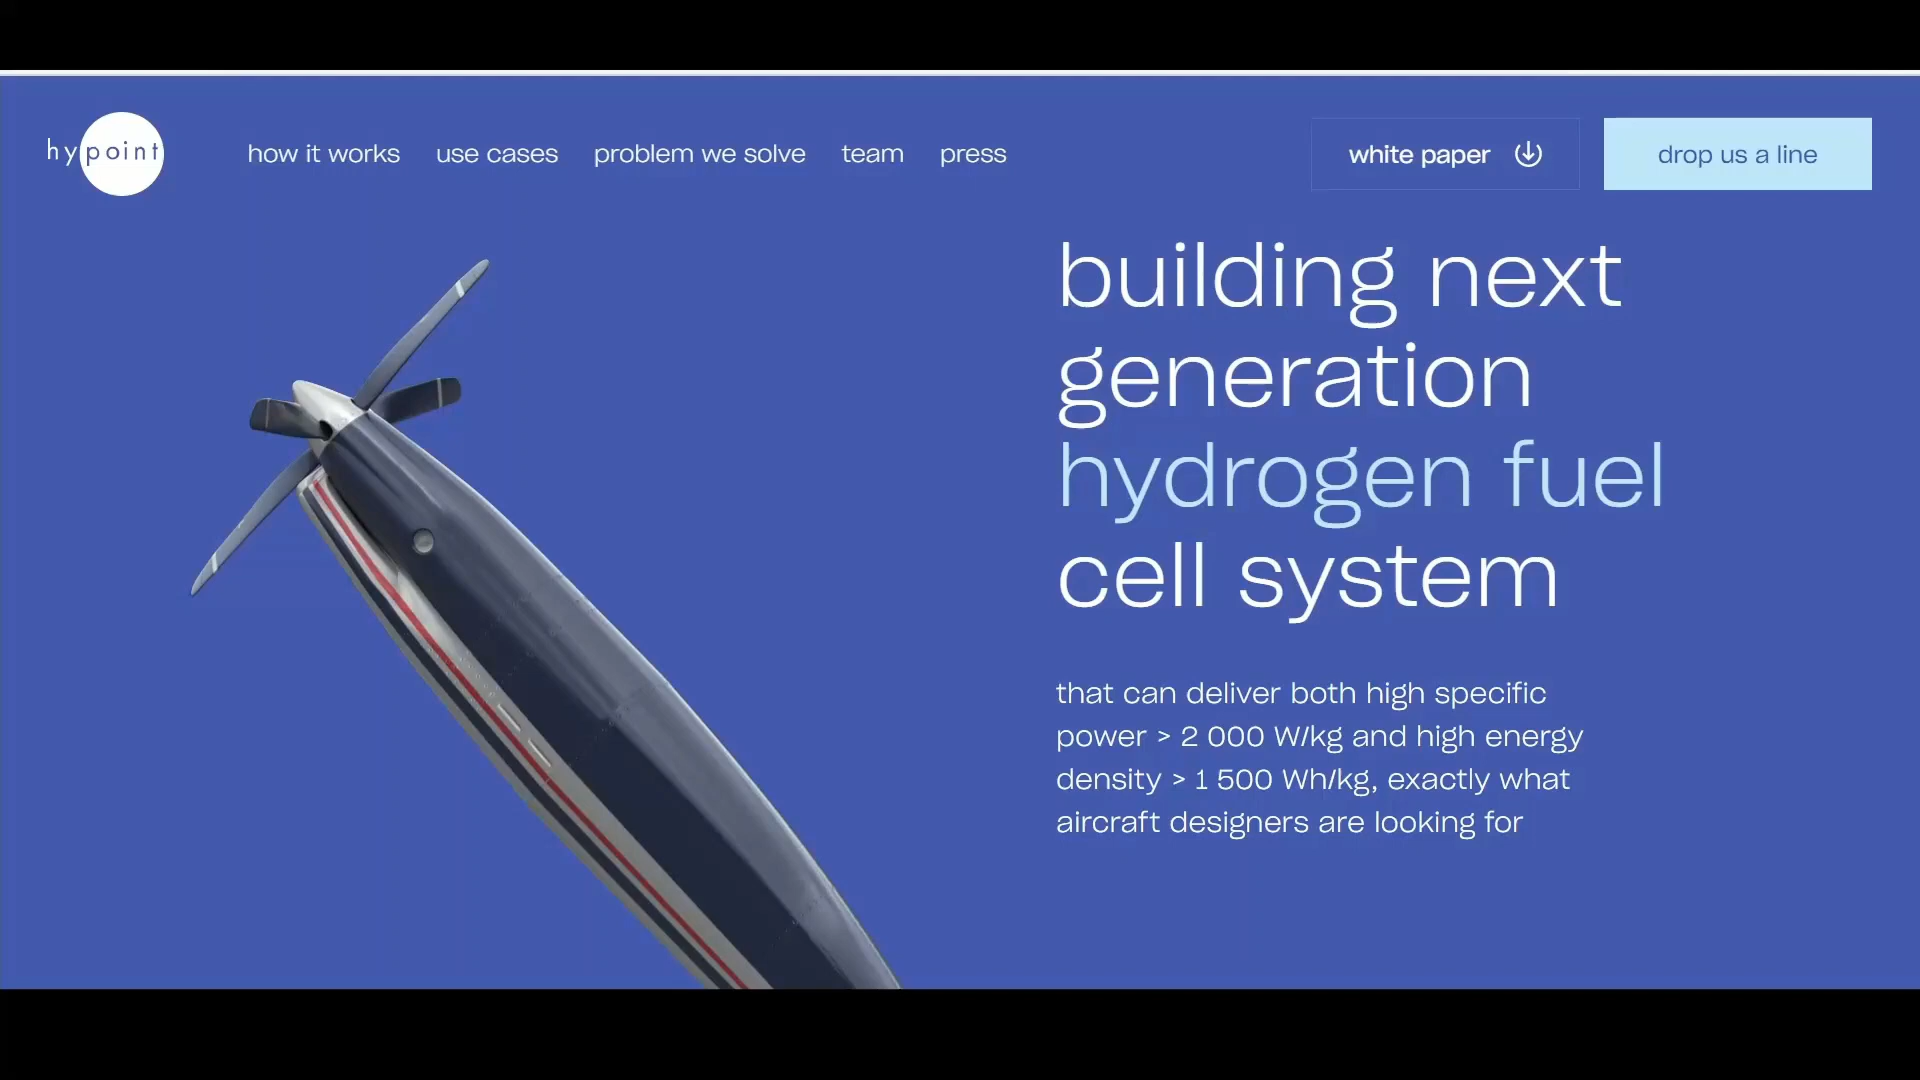 hypoint
how it works use cases problem we solve team press
white paper
drop us a line
building next
generation
hydrogen fuel
cell system
that can deliver both high specific
power > 2 000 W/kg and high energy
density > 1 500 Wh/kg, exactly what
aircraft designers are looking for